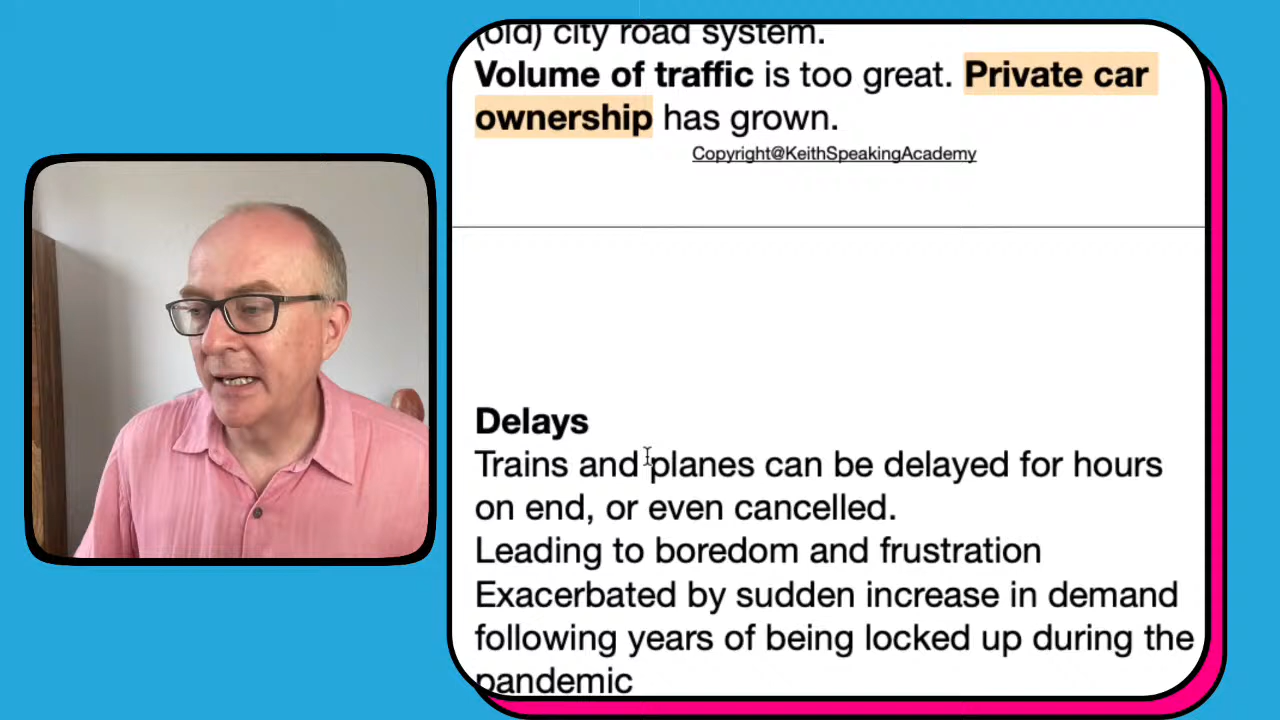 (old) city road system.
Volume of traffic is too great. Private car
ownership has grown.
Copyright@KeithSpeakingAcademy
Delays
Trains and planes can be delayed for hours
on end, or even cancelled.
Leading to boredom and frustration
Exacerbated by sudden increase in demand
following years of being locked up during the
pandemic